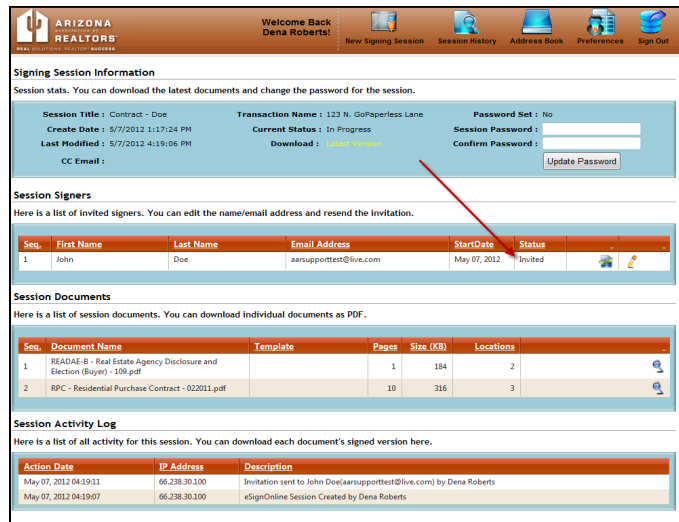 ARIZONA
association of
REALTORS®
REAL SOLUTIONS. REALTOR® SUCCESS.
Welcome Back
Dena Roberts!
New Signing Session
Session History
Address Book
Preferences
Sign Out
Signing Session Information
Session stats. You can download the latest documents and change the password for the session.
Session Title : Contract - Doe
Transaction Name : 123 N. GoPaperless Lane
Password Set : No
Create Date : 5/7/2012 1:17:24 PM
Current Status : In Progress
Session Password :
Last Modified : 5/7/2012 4:19:06 PM
Download : Latest Version
Confirm Password :
CC Email :
Update Password
Session Signers
Here is a list of invited signers. You can edit the name/email address and resend the invitation.
Seq. First Name Last Name Email Address StartDate Status
1 John Doe aarsupporttest@live.com May 07, 2012 Invited
Session Documents
Here is a list of session documents. You can download individual documents as PDF.
Seq. Document Name Template Pages Size (KB) Locations
1 READAE-B - Real Estate Agency Disclosure and
Election (Buyer) - 109.pdf 1 184 2
2 RPC - Residential Purchase Contract - 022011.pdf 10 316 3
Session Activity Log
Here is a list of all activity for this session. You can download each document's signed version here.
Action Date IP Address Description
May 07, 2012 04:19:11 66.238.30.100 Invitation sent to John Doe(aarsupporttest@live.com) by Dena Roberts
May 07, 2012 04:19:07 66.238.30.100 eSignOnline Session Created by Dena Roberts